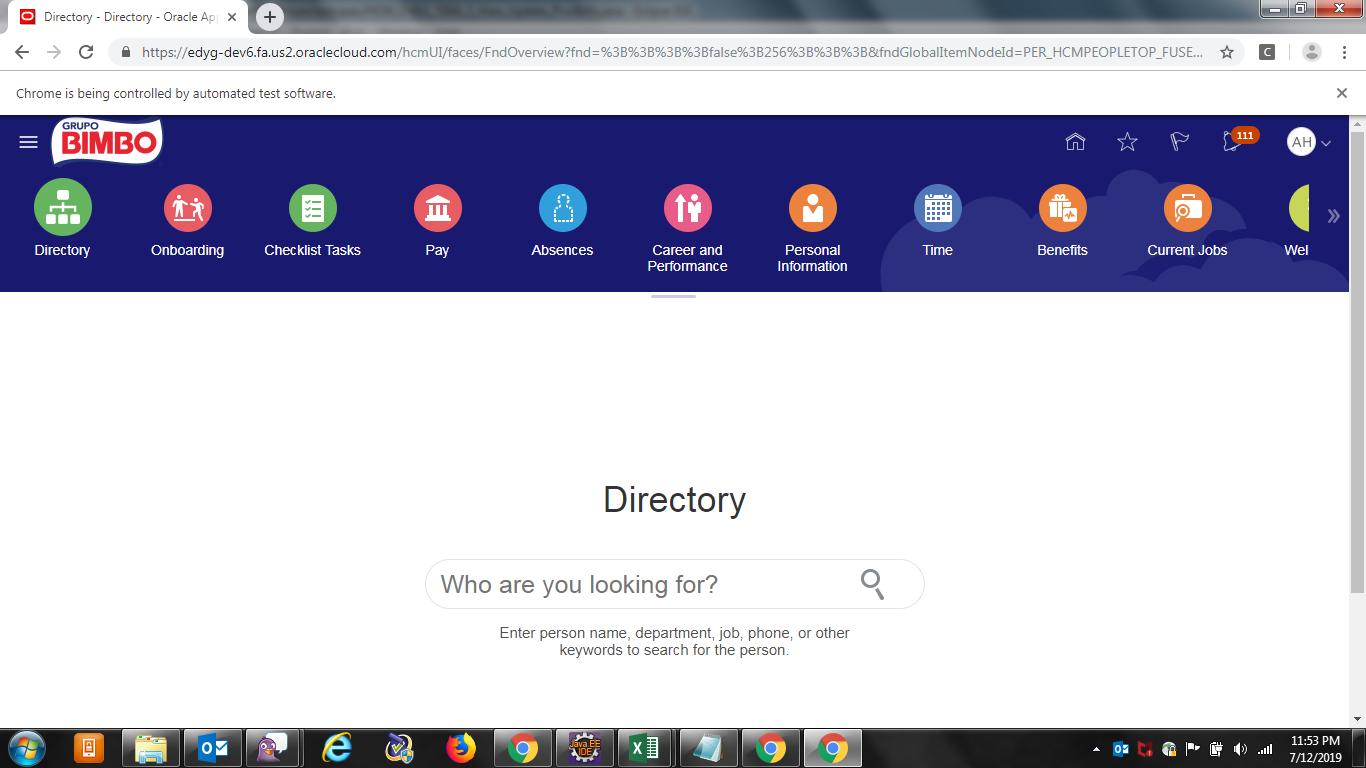 Directory - Directory - Oracle Ap
https://edyg-dev6.fa.us2.oraclecloud.com/hcmUI/faces/FndOverview?fnd=%3B%3B%3B%3Bfalse%3B256%3B%3B%3B&fndGlobalItemNodeId=PER_HCMPEOPLETOP_FUSE...
C
Chrome is being controlled by automated test software.
GRUPO
BIMBO
111
AH
Directory
Onboarding
Checklist Tasks
Pay
Absences
Career and
Performance
Personal
Information
Time
Benefits
Current Jobs
Wel
Directory
Who are you looking for?
Enter person name, department, job, phone, or other
keywords to search for the person.
Java EE
IDE
11:53 PM
7/12/2019